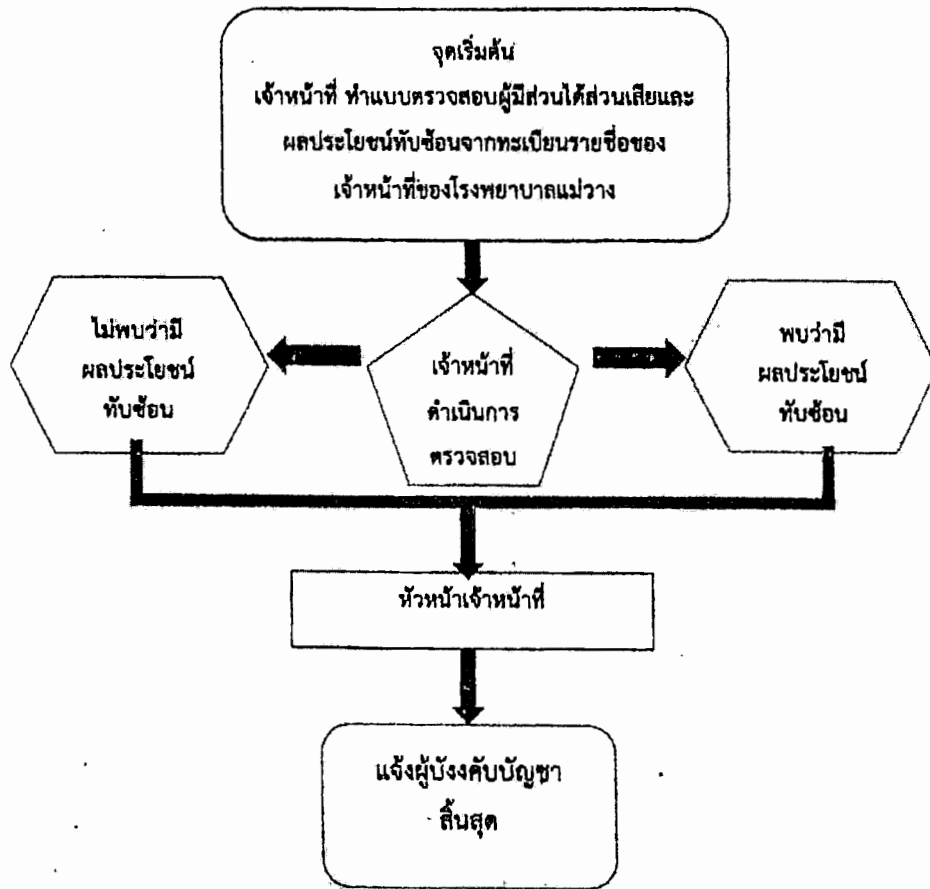 จุดเริ่มต้น
เจ้าหน้าที่ ทำแบบตรวจสอบผู้มีส่วนได้ส่วนเสียและ
ผลประโยชน์ทับซ้อนจากทะเบียนรายชื่อของ
เจ้าหน้าที่ของโรงพยาบาลแม่วาง
ไม่พบว่ามี
ผลประโยชน์
ทับซ้อน
เจ้าหน้าที่
ดำเนินการ
ตรวจสอบ
พบว่ามี
ผลประโยชน์
ทับซ้อน
หัวหน้าเจ้าหน้าที่
แจ้งผู้บังงคับบัญชา
สิ้นสุด